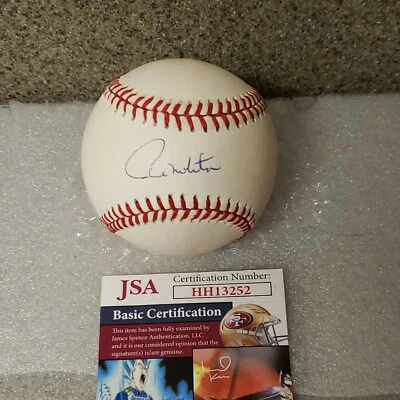 JSA
Certification Number:
HH13252
Basic Certification
This item has been fully examined by
James Spence Authentication, LLC
and it is our considered opinion that the
signature(s) is/are genuine.
SF